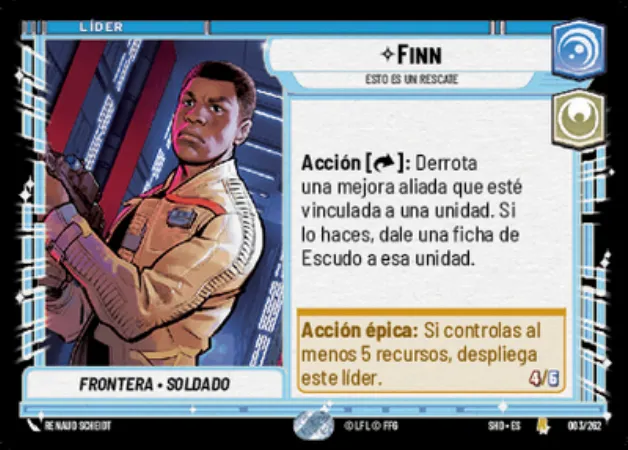 LÍDER
FINN
ESTO ES UN RESCATE
Acción [ ]: Derrota
una mejora aliada que esté
vinculada a una unidad. Si
lo haces, dale una ficha de
Escudo a esa unidad.
Acción épica: Si controlas al
menos 5 recursos, despliega
este líder.
4/6
FRONTERA • SOLDADO
RENAUD SCHEIDT
© LFL © FFG
SHD • ES
003/262